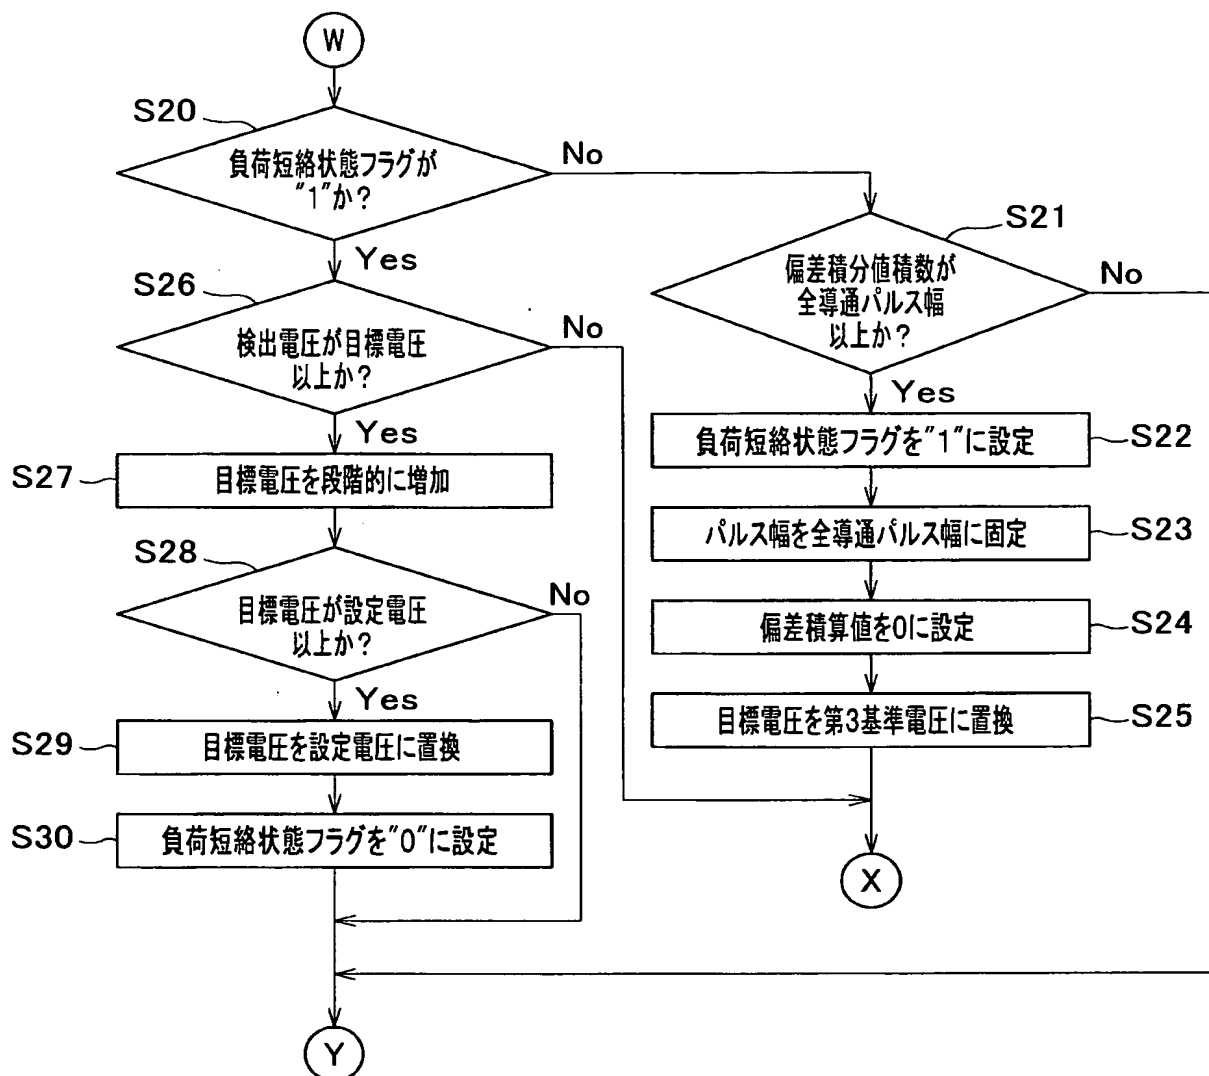 W
S20
負荷短絡状態フラグが
"1"か？
No
Yes
S21
偏差積分値積数が
全導通パルス幅
以上か？
No
Yes
S26
検出電圧が目標電圧
以上か？
No
Yes
S22
負荷短絡状態フラグを"1"に設定
S27
目標電圧を段階的に増加
S23
パルス幅を全導通パルス幅に固定
S28
目標電圧が設定電圧
以上か？
No
Yes
S24
偏差積算値を0に設定
S25
目標電圧を第3基準電圧に置換
S29
目標電圧を設定電圧に置換
S30
負荷短絡状態フラグを"0"に設定
X
Y